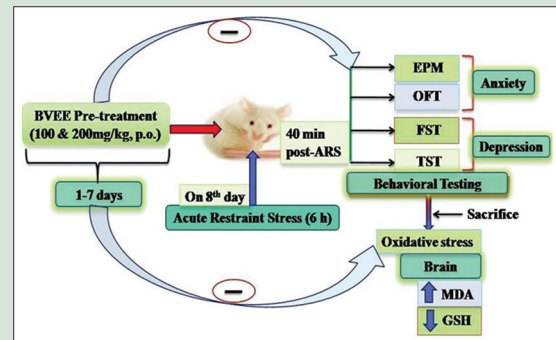 EPM
OFT
Anxiety
BVEE Pre-treatment
(100 & 200mg/kg, p.o.)
40 min
post-ARS
FST
TST
Depression
1-7 days
On 8th day
Acute Restraint Stress (6 h)
Behavioral Testing
Sacrifice
Oxidative stress
Brain
MDA
GSH